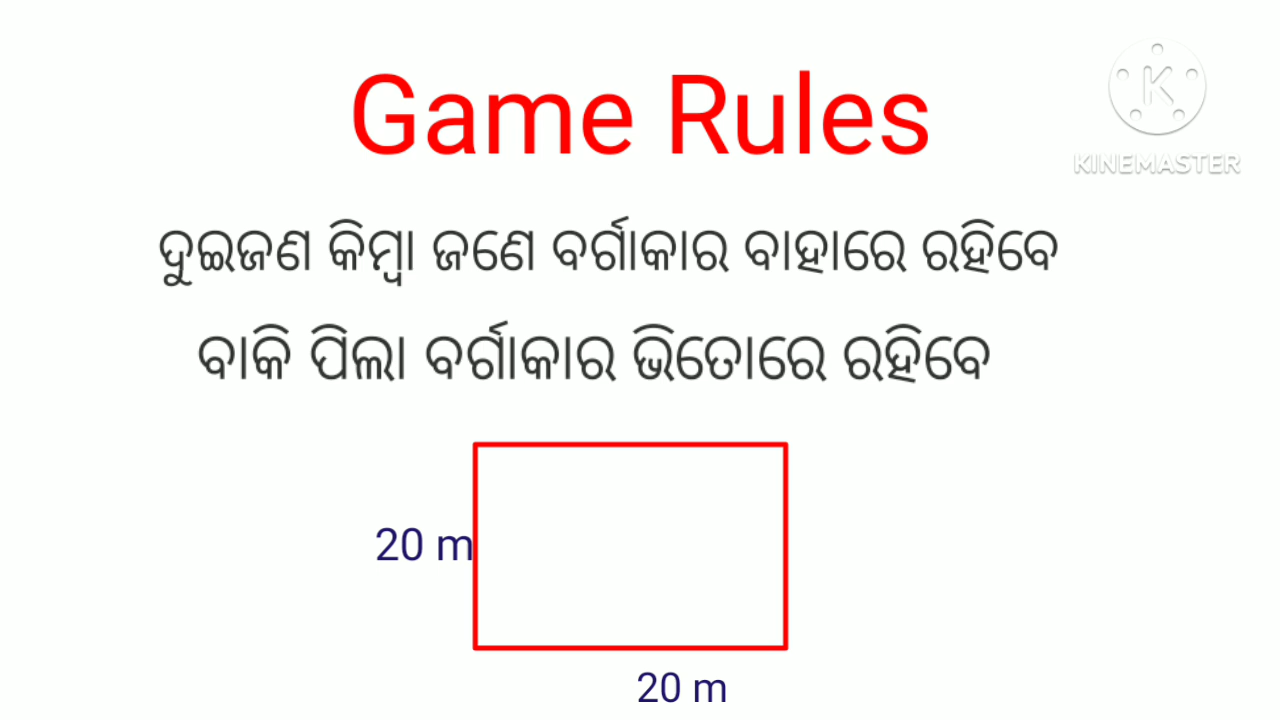 Game Rules
KINEMASTER
ଦୁଇଜଣ କିମ୍ବା ଜଣେ ବର୍ଗାକାର ବାହାରେ ରହିବେ
ବାକି ପିଲା ବର୍ଗାକାର ଭିତୋରେ ରହିବେ
20 m
20 m